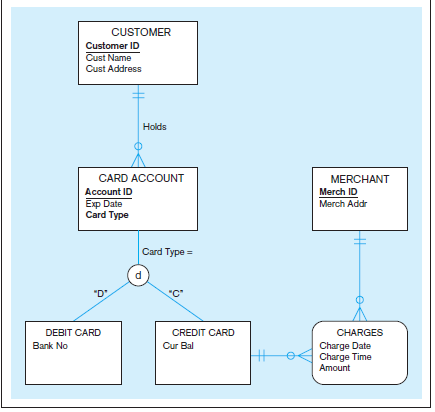 CUSTOMER
Customer ID
Cust Name
Cust Address
Holds
CARD ACCOUNT
Account ID
Exp Date
Card Type
MERCHANT
Merch ID
Merch Addr
Card Type =
d
"D"
"C"
DEBIT CARD
Bank No
CREDIT CARD
Cur Bal
CHARGES
Charge Date
Charge Time
Amount